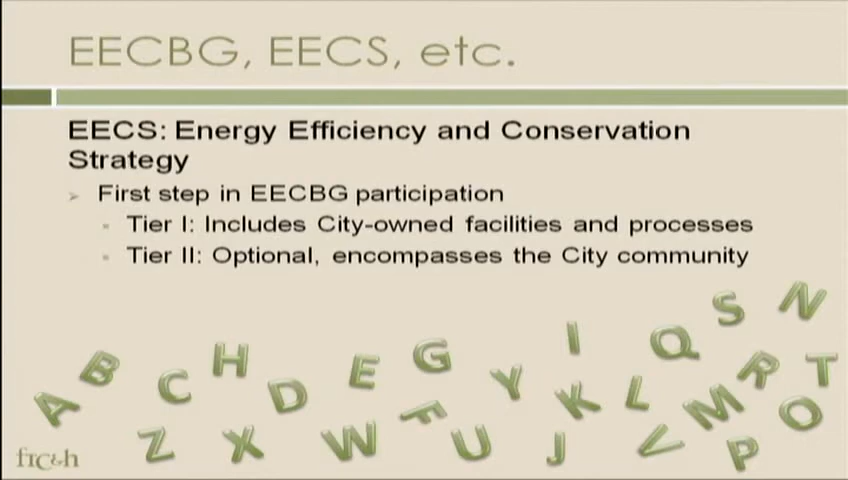 EECBG, EECS, etc.
EECS: Energy Efficiency and Conservation
Strategy
First step in EECBG participation
Tier I: Includes City-owned facilities and processes
Tier II: Optional, encompasses the City community
A B C H D E G Y I K L Q S N M R T O
Z X W F U J V P
frc&h